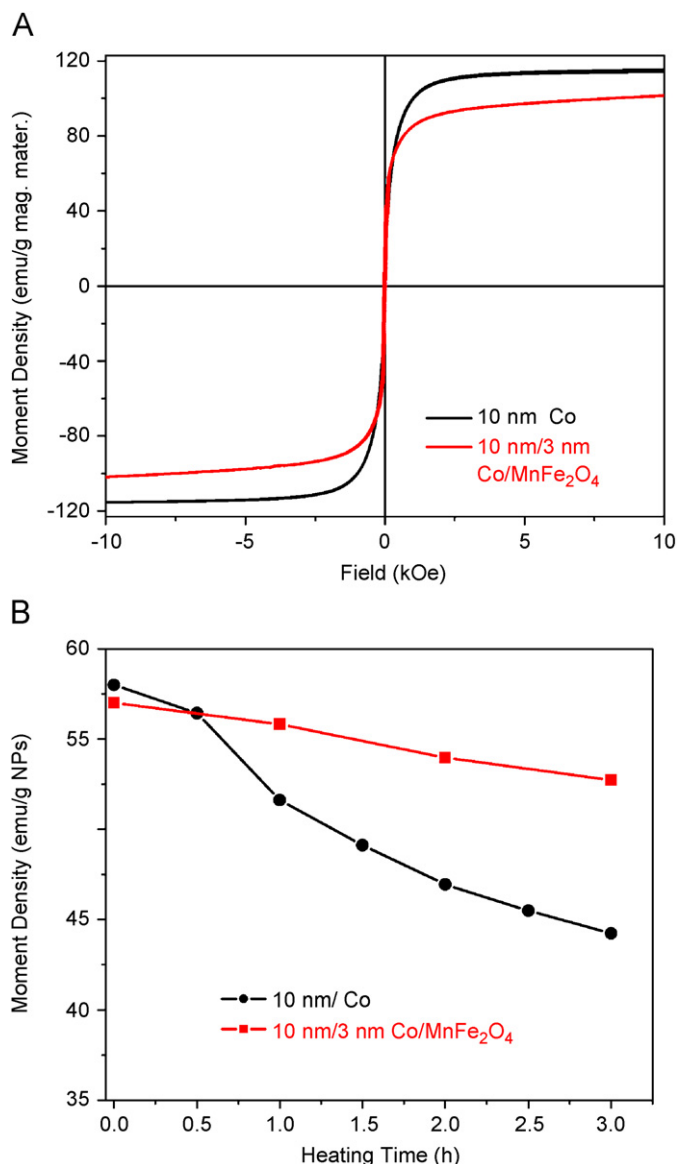 A
Moment Density (emu/g mag. mater.)
120
80
40
0
-40
-80
-120
10 nm Co
10 nm/3 nm
Co/MnFe₂O₄
-10
-5
0
5
10
Field (kOe)
B
Moment Density (emu/g NPs)
60
55
45
40
35
10 nm/ Co
10 nm/3 nm Co/MnFe₂O₄
0.0
0.5
1.0
1.5
2.0
2.5
3.0
Heating Time (h)